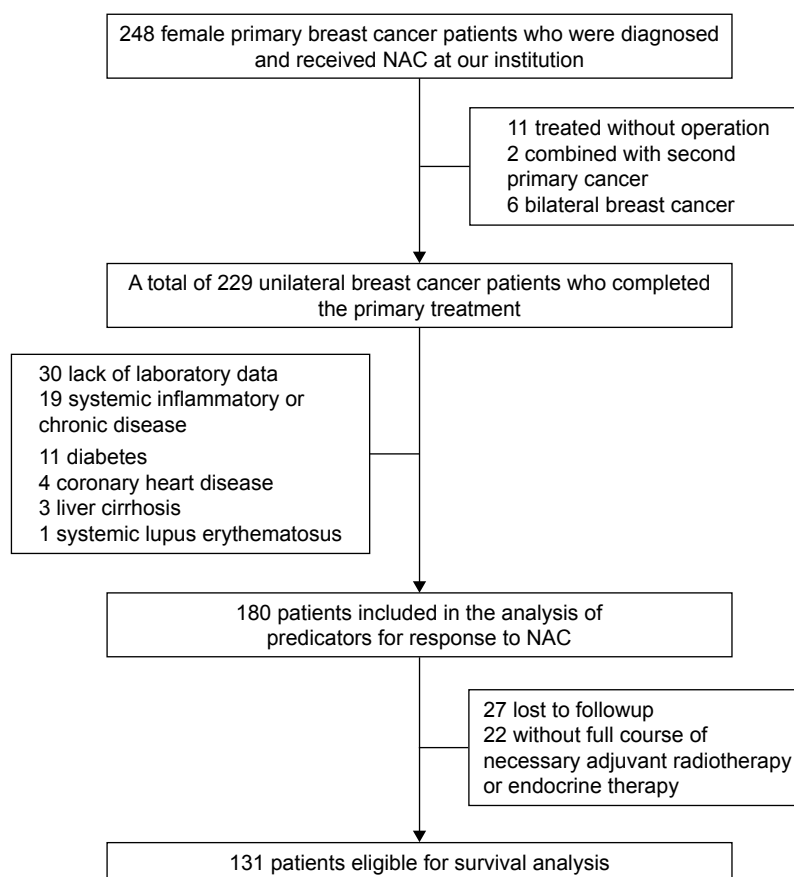 248 female primary breast cancer patients who were diagnosed
and received NAC at our institution
11 treated without operation
2 combined with second
primary cancer
6 bilateral breast cancer
A total of 229 unilateral breast cancer patients who completed
the primary treatment
30 lack of laboratory data
19 systemic inflammatory or
chronic disease
11 diabetes
4 coronary heart disease
3 liver cirrhosis
1 systemic lupus erythematosus
180 patients included in the analysis of
predicators for response to NAC
27 lost to followup
22 without full course of
necessary adjuvant radiotherapy
or endocrine therapy
131 patients eligible for survival analysis